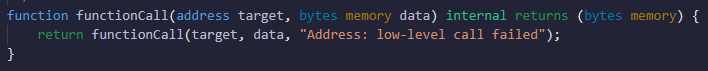 function functionCall(address target, bytes memory data) internal returns (bytes memory) {
    return functionCall(target, data, "Address: low-level call failed");
}